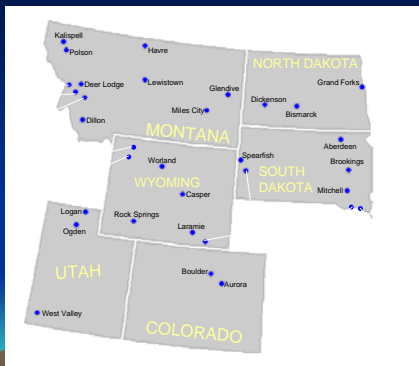 Kalispell
Polson
Havre
Deer Lodge
Lewistown
Glendive
Miles City
Dillon
MONTANA
NORTH DAKOTA
Grand Forks
Dickenson
Bismarck
Aberdeen
Spearfish
Brookings
SOUTH
DAKOTA
Mitchell
Worland
WYOMING
Casper
Rock Springs
Laramie
Logan
Ogden
UTAH
West Valley
Boulder
Aurora
COLORADO